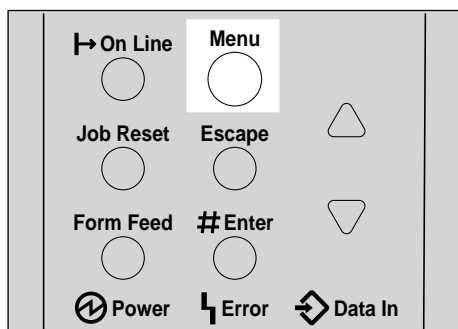 On Line Menu
Job Reset Escape
Form Feed #Enter
Power Error Data In